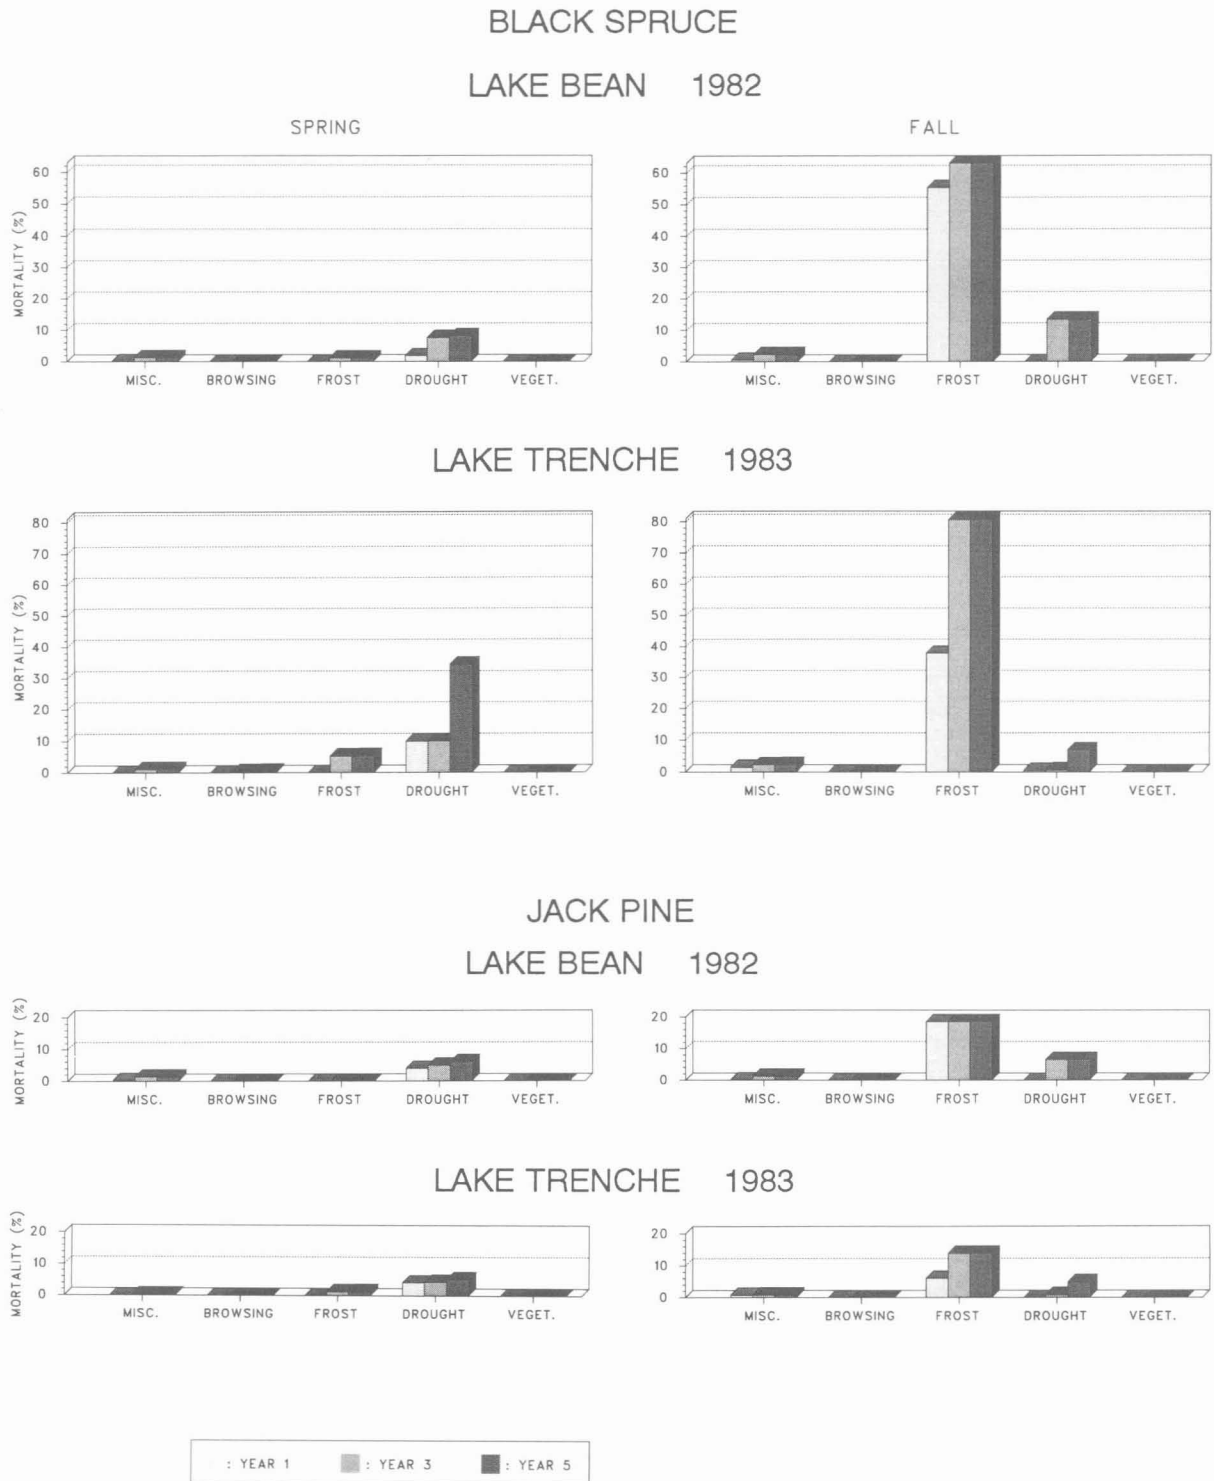 BLACK SPRUCE
LAKE BEAN 1982
SPRING
FALL
MORTALITY (%)
60
50
40
30
20
10
0
MISC. BROWSING FROST DROUGHT VEGET.
60
50
40
30
20
10
0
MISC. BROWSING FROST DROUGHT VEGET.
LAKE TRENCHE 1983
MORTALITY (%)
80
70
60
50
40
30
20
10
0
MISC. BROWSING FROST DROUGHT VEGET.
80
70
60
50
40
30
20
10
0
MISC. BROWSING FROST DROUGHT VEGET.
JACK PINE
LAKE BEAN 1982
MORTALITY (%)
20
10
0
MISC. BROWSING FROST DROUGHT VEGET.
20
10
0
MISC. BROWSING FROST DROUGHT VEGET.
LAKE TRENCHE 1983
MORTALITY (%)
20
10
0
MISC. BROWSING FROST DROUGHT VEGET.
20
10
0
MISC. BROWSING FROST DROUGHT VEGET.
: YEAR 1 : YEAR 3 : YEAR 5